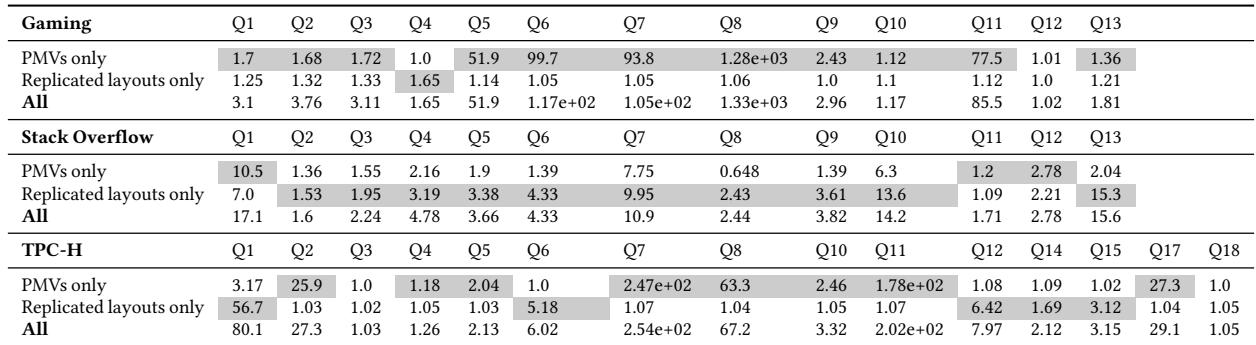 Gaming Q1 Q2 Q3 Q4 Q5 Q6 Q7 Q8 Q9 Q10 Q11 Q12 Q13
PMVs only 1.7 1.68 1.72 1.0 51.9 99.7 93.8 1.28e+03 2.43 1.12 77.5 1.01 1.36
Replicated layouts only 1.25 1.32 1.33 1.65 1.14 1.05 1.05 1.06 1.0 1.1 1.12 1.0 1.21
All 3.1 3.76 3.11 1.65 51.9 1.17e+02 1.05e+02 1.33e+03 2.96 1.17 85.5 1.02 1.81
Stack Overflow Q1 Q2 Q3 Q4 Q5 Q6 Q7 Q8 Q9 Q10 Q11 Q12 Q13
PMVs only 10.5 1.36 1.55 2.16 1.9 1.39 7.75 0.648 1.39 6.3 1.2 2.78 2.04
Replicated layouts only 7.0 1.53 1.95 3.19 3.38 4.33 9.95 2.43 3.61 13.6 1.09 2.21 15.3
All 17.1 1.6 2.24 4.78 3.66 4.33 10.9 2.44 3.82 14.2 1.71 2.78 15.6
TPC-H Q1 Q2 Q3 Q4 Q5 Q6 Q7 Q8 Q10 Q11 Q12 Q14 Q15 Q17 Q18
PMVs only 3.17 25.9 1.0 1.18 2.04 1.0 2.47e+02 63.3 2.46 1.78e+02 1.08 1.09 1.02 27.3 1.0
Replicated layouts only 56.7 1.03 1.02 1.05 1.03 5.18 1.07 1.04 1.05 1.07 6.42 1.69 3.12 1.04 1.05
All 80.1 27.3 1.03 1.26 2.13 6.02 2.54e+02 67.2 3.32 2.02e+02 7.97 2.12 3.15 29.1 1.05